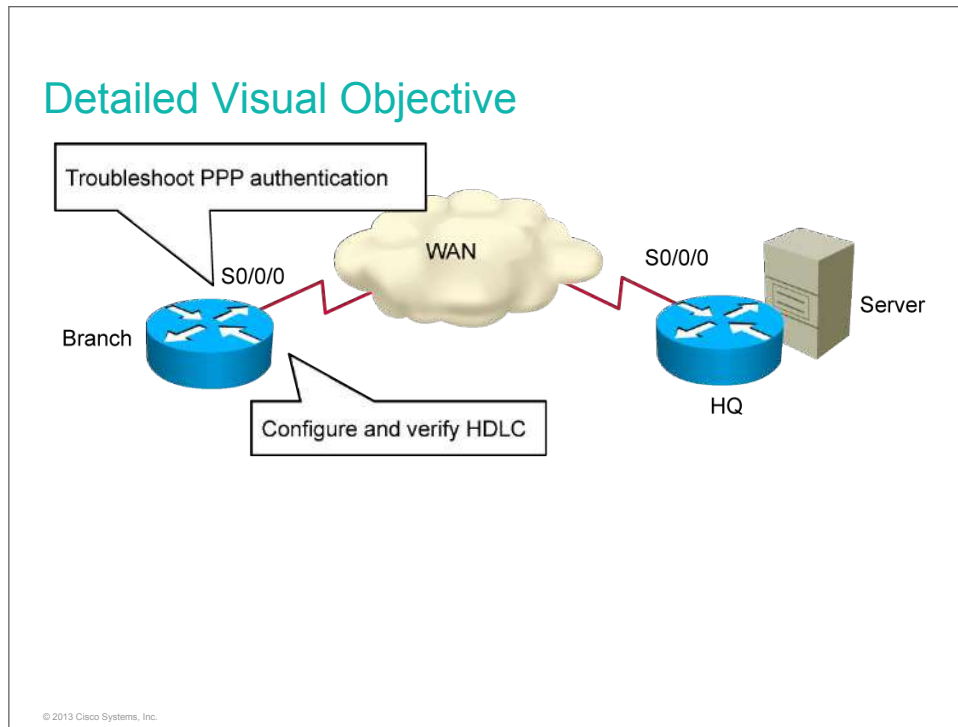 Detailed Visual Objective
Troubleshoot PPP authentication
WAN
S0/0/0
S0/0/0
Branch
Server
HQ
Configure and verify HDLC
© 2013 Cisco Systems, Inc.